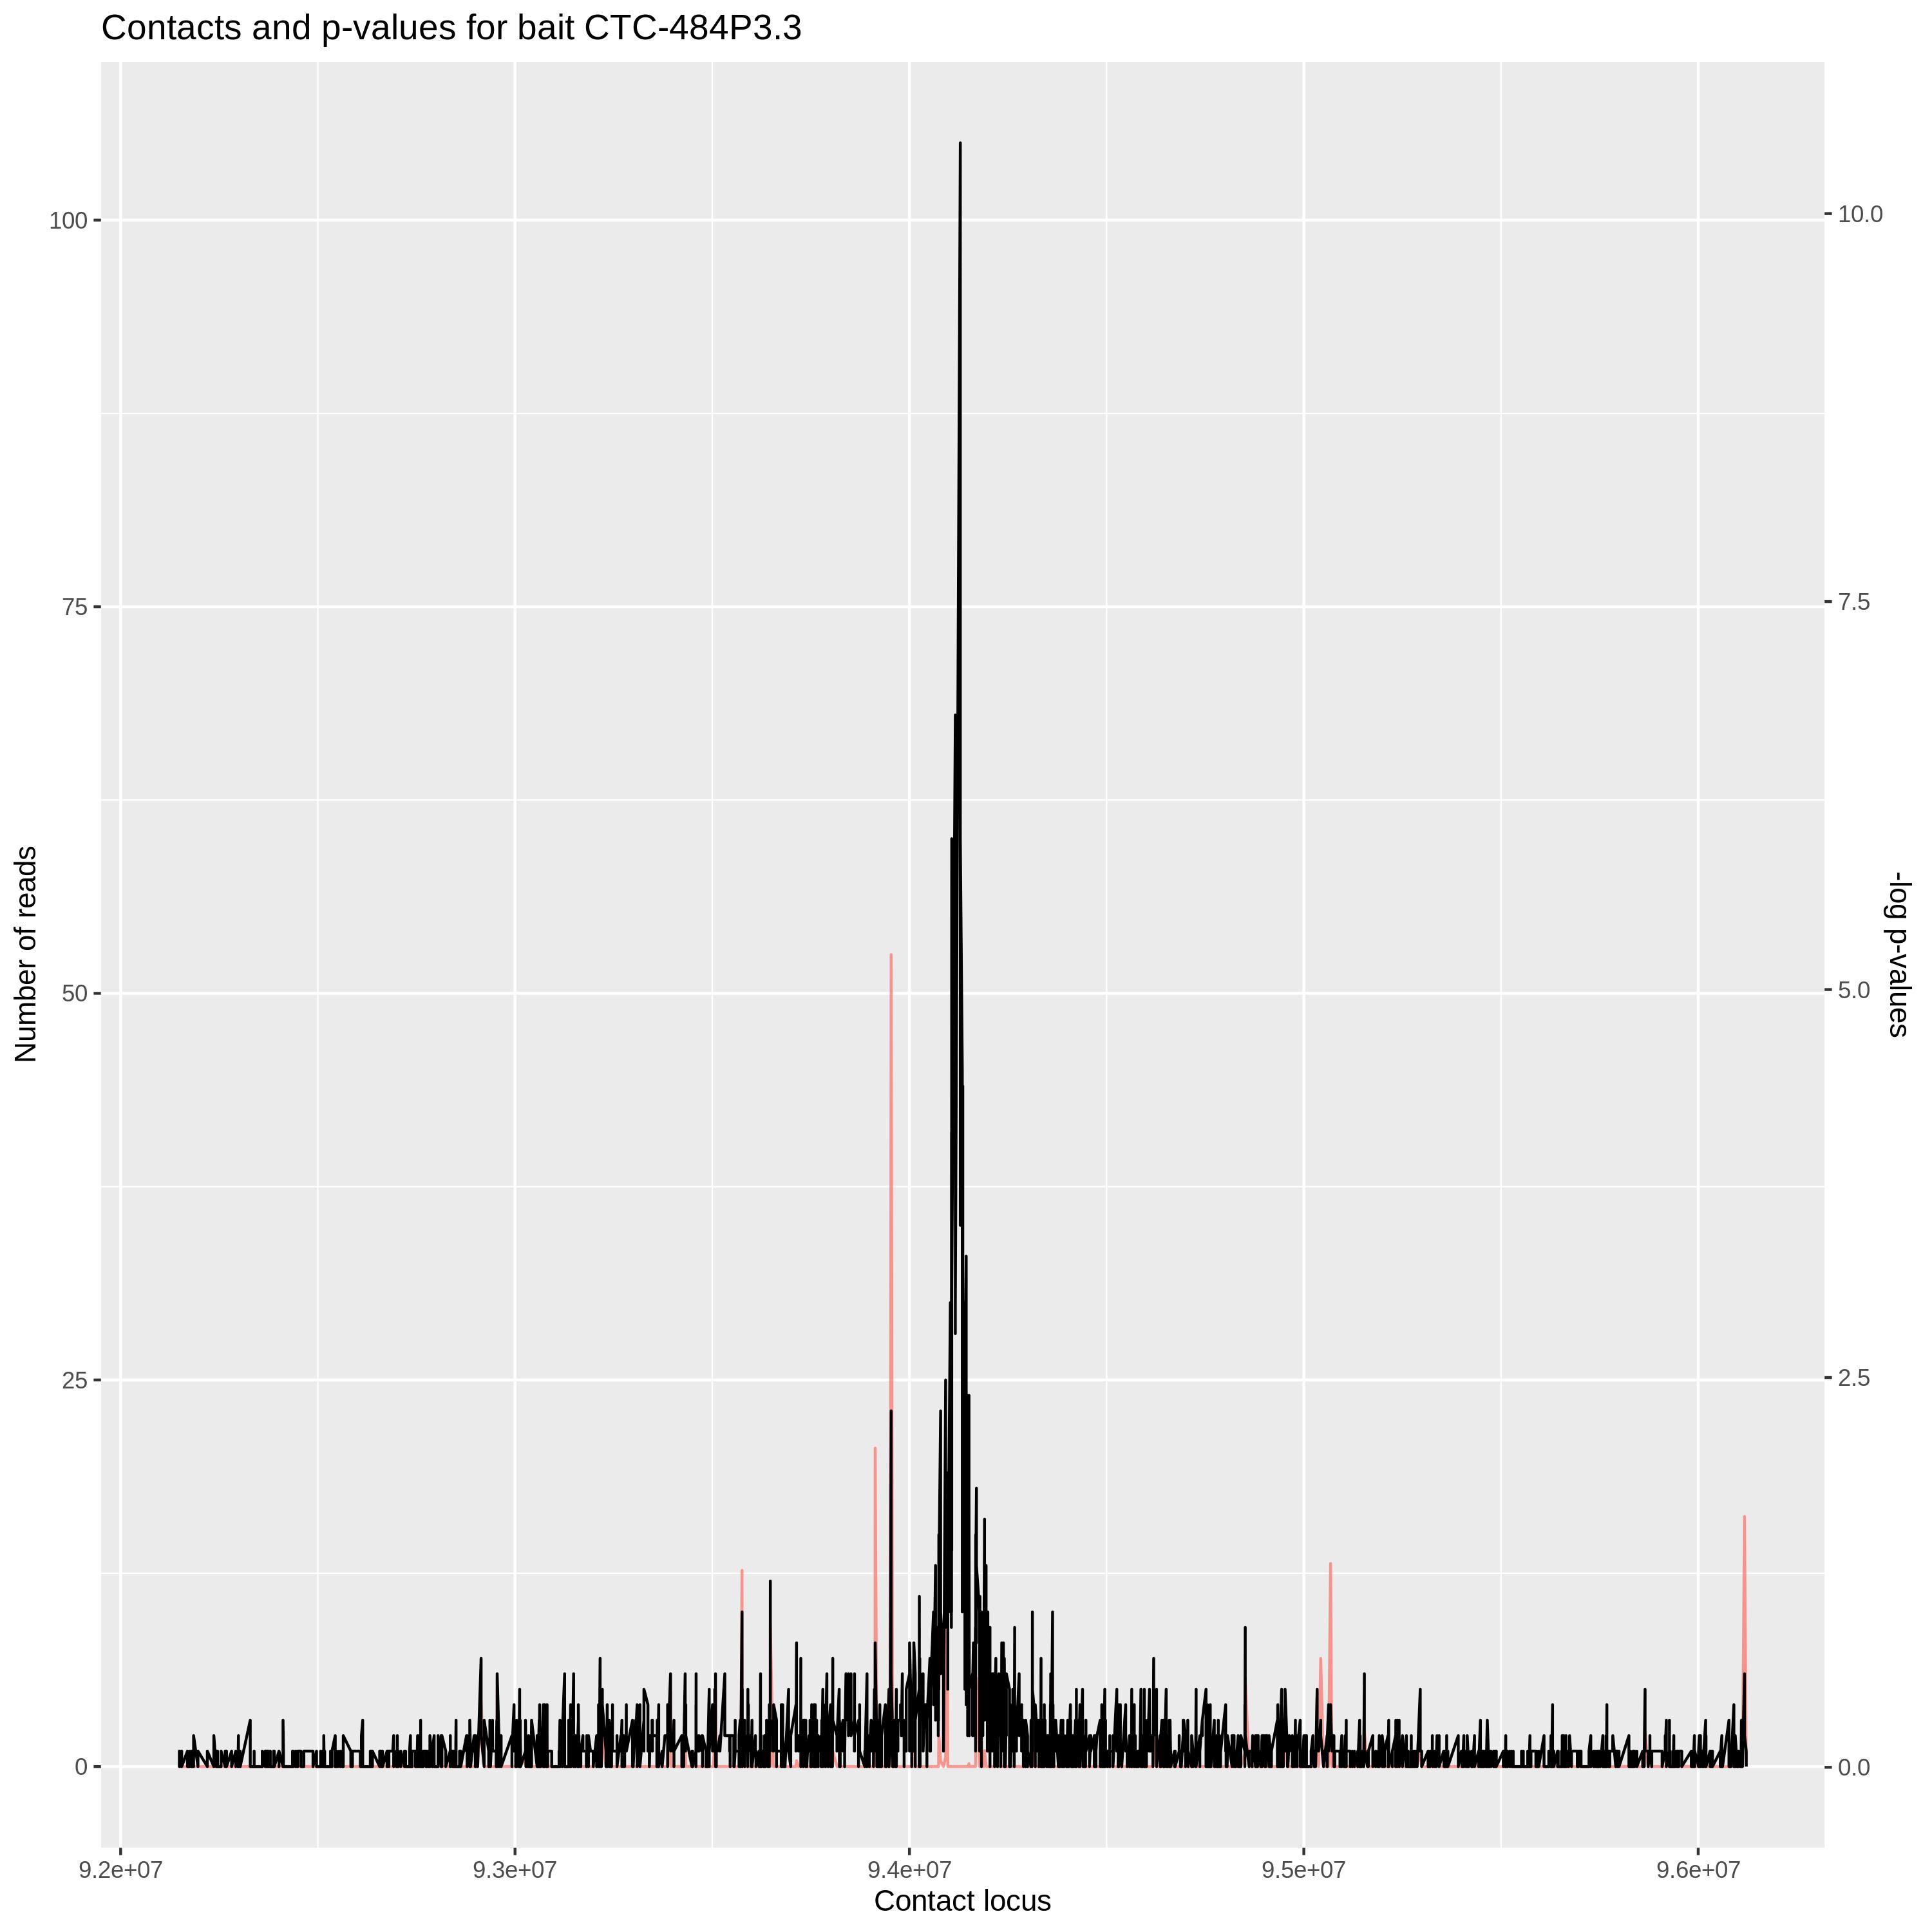 Contacts and p-values for bait CTC-484P3.3
100
75
50
25
0
10.0
7.5
5.0
2.5
0.0
Number of reads
-log p-values
9.2e+07 9.3e+07 9.4e+07 9.5e+07 9.6e+07
Contact locus